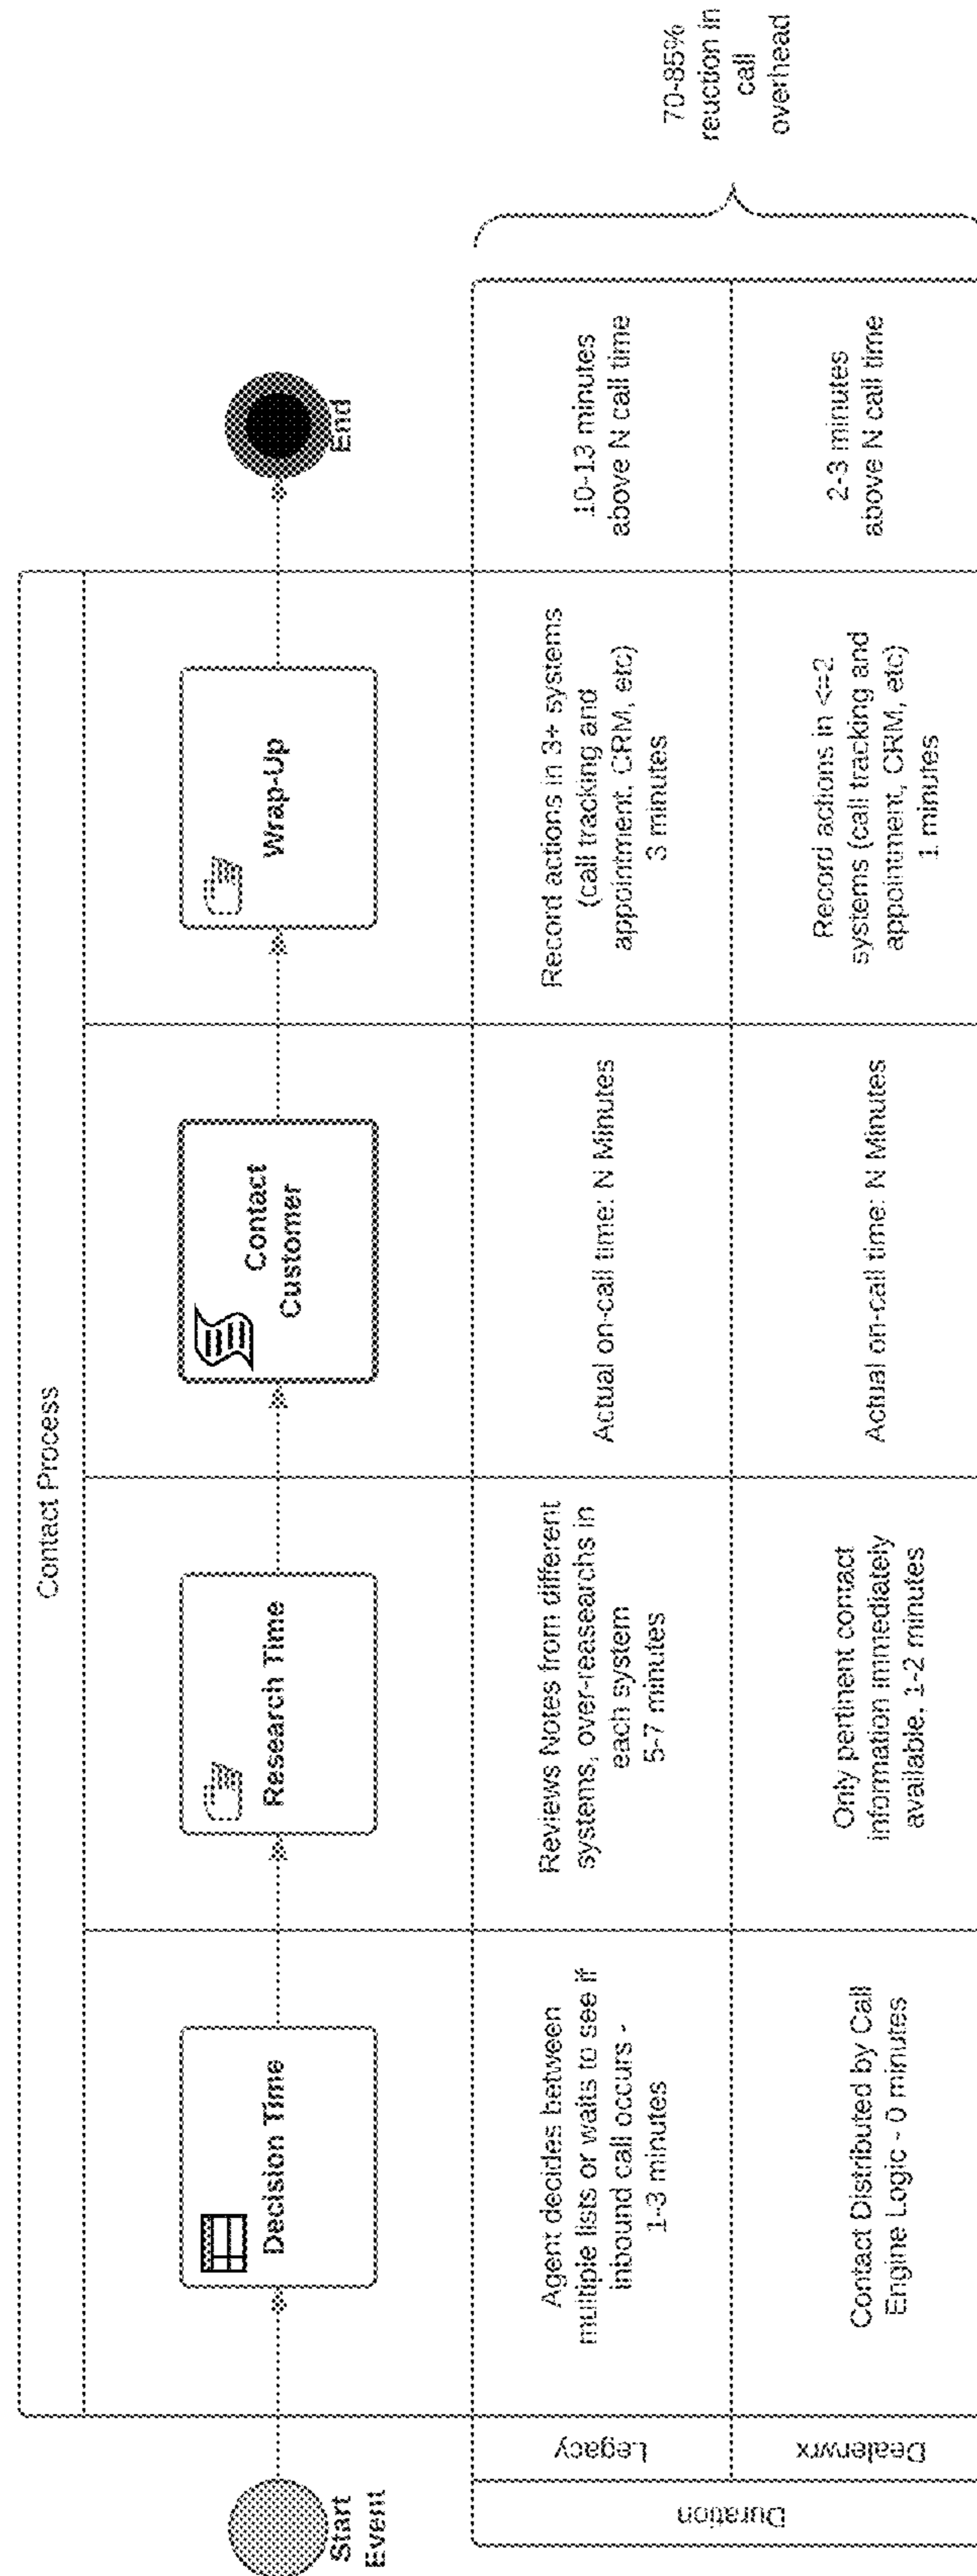 Contact Process
Start
Event
Decision Time
Research Time
Contact
Customer
Wrap-Up
End
Duration
Legacy
Agent decides between
multiple lists or waits to see if
inbound call occurs -
1-3 minutes
Reviews Notes from different
systems, over-reasearchs in
each system
5-7 minutes
Actual on-call time: N Minutes
Record actions in 3+ systems
(call tracking and
appointment, CRM, etc)
3 minutes
10-13 minutes
above N call time
Dealerwrx
Contact Distributed by Call
Engine Logic - 0 minutes
Only pertinent contact
information immediately
available, 1-2 minutes
Actual on-call time: N Minutes
Record actions in <=2
systems (call tracking and
appointment, CRM, etc)
1 minutes
2-3 minutes
above N call time
70-85%
reuction in
call
overhead